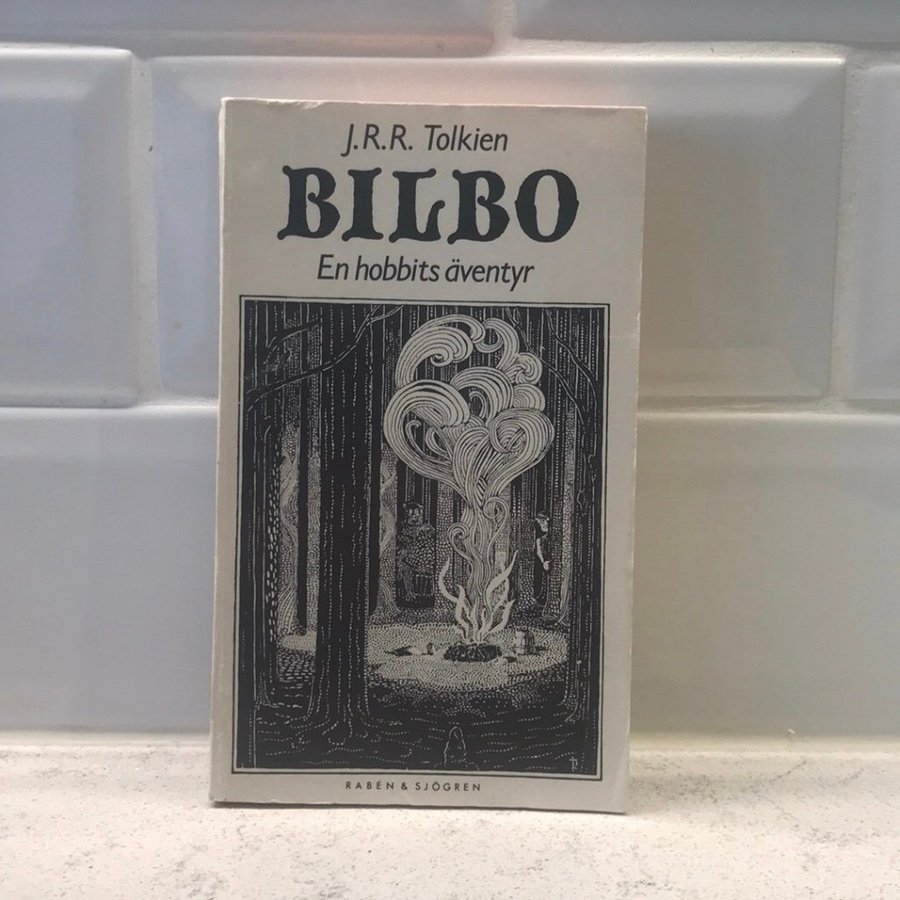 J.R.R. Tolkien
BILBO
En hobbits äventyr
RABÉN & SJÖGREN